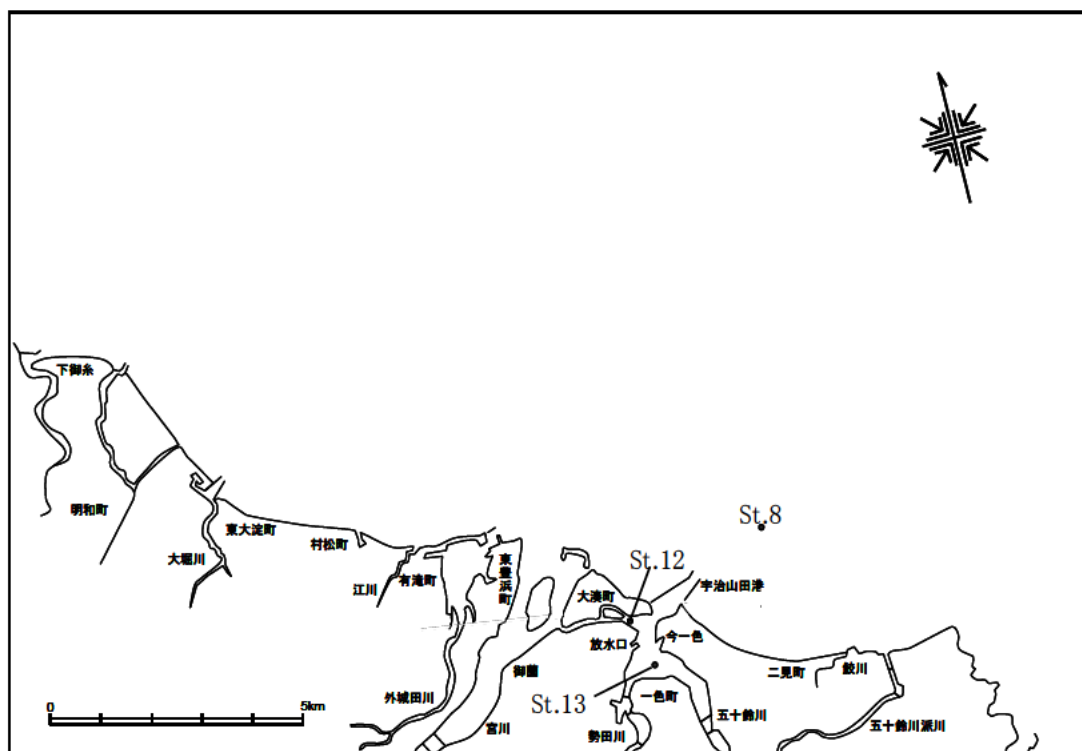 下御糸
明和町
大堀川
東大淀町
村松町
江川
有滝町
東豊浜町
外城田川
宮川
御薗
大湊町
St.12
St.8
宇治山田港
放水口
今一色
St.13
一色町
勢田川
五十鈴川
二見町
鮫川
五十鈴川派川
0
5km